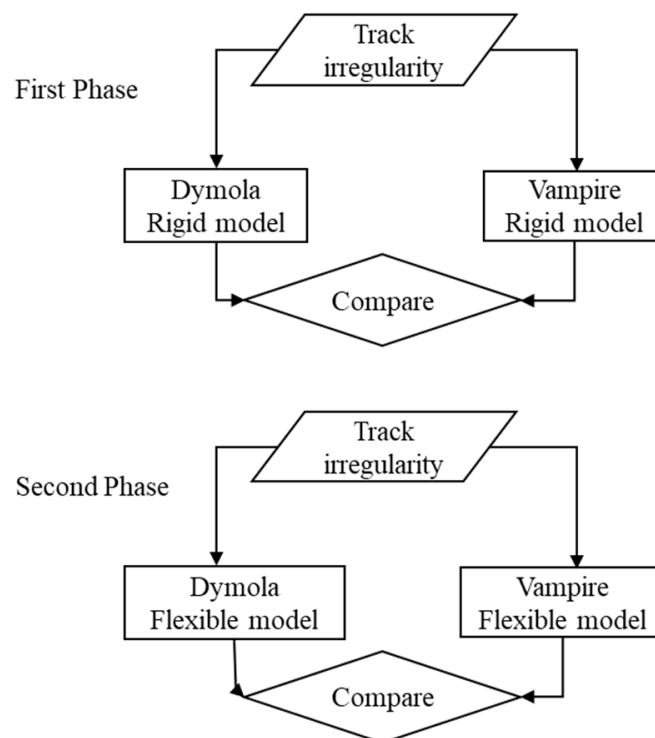 Track
irregularity
First Phase
Dymola
Rigid model
Vampire
Rigid model
Compare
Track
irregularity
Second Phase
Dymola
Flexible model
Vampire
Flexible model
Compare